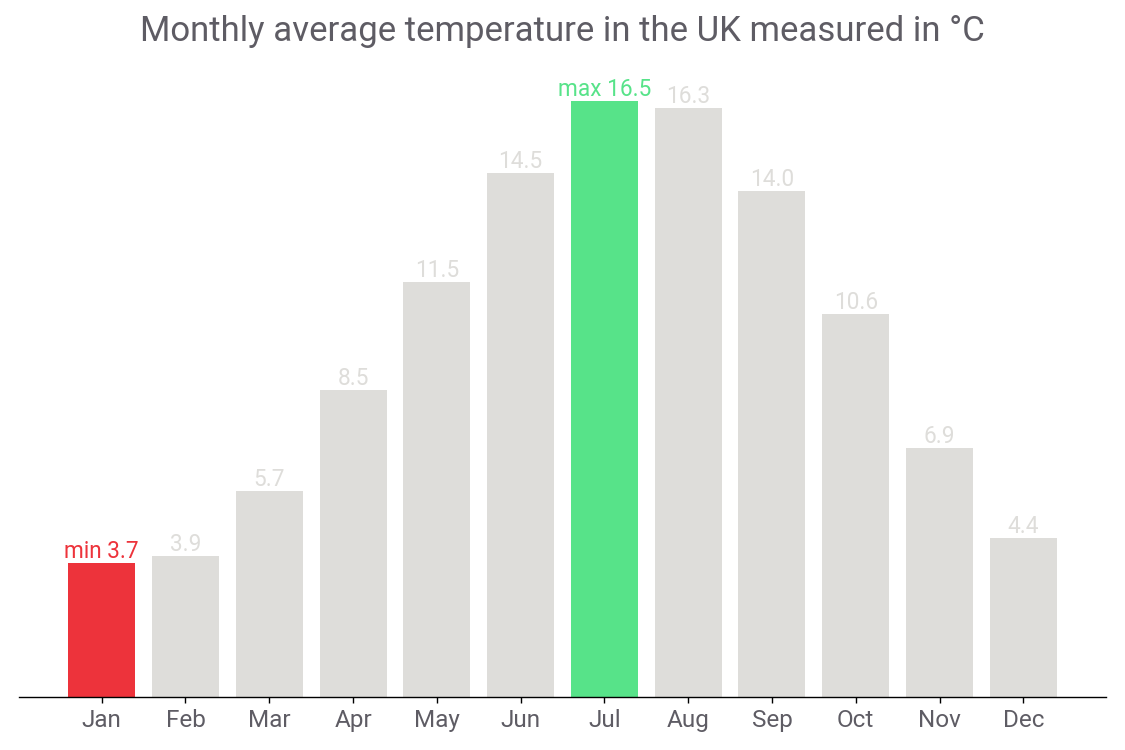 Monthly average temperature in the UK measured in °C
max 16.5
16.3
14.5
14.0
11.5
10.6
8.5
6.9
5.7
4.4
min 3.7
3.9
Jan Feb Mar Apr May Jun Jul Aug Sep Oct Nov Dec